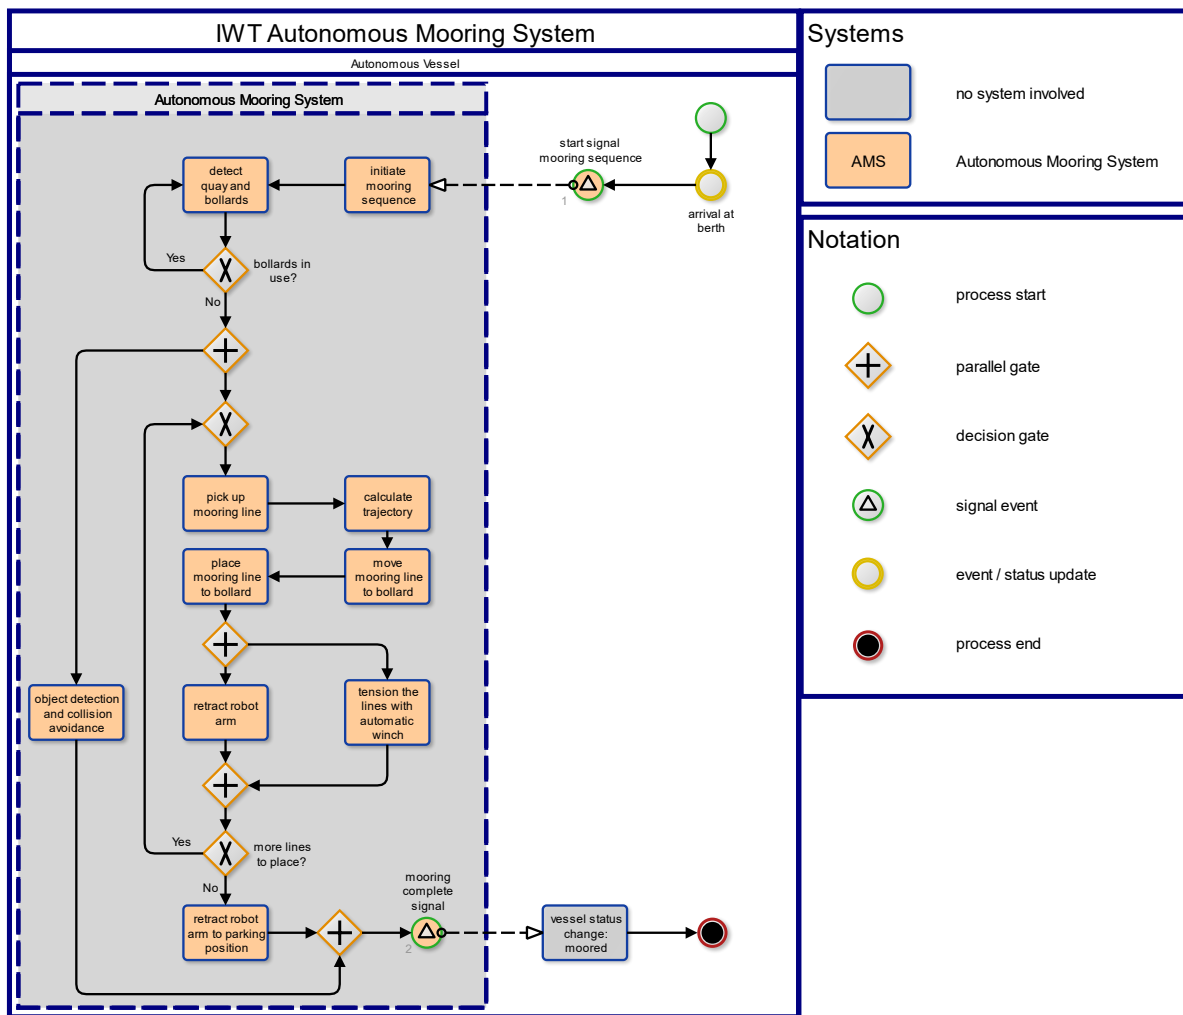 IWT Autonomous Mooring System
Autonomous Vessel
Autonomous Mooring System
start signal
mooring sequence
1
arrival at
berth
initiate
mooring
sequence
detect
quay and
bollards
Yes
bollards in
use?
No
pick up
mooring line
calculate
trajectory
place
mooring line
to bollard
move
mooring line
to bollard
object detection
and collision
avoidance
retract robot
arm
tension the
lines with
automatic
winch
Yes
more lines
to place?
No
retract robot
arm to parking
position
mooring
complete
signal
2
vessel status
change:
moored
Systems
no system involved
AMS
Autonomous Mooring System
Notation
process start
parallel gate
decision gate
signal event
event / status update
process end